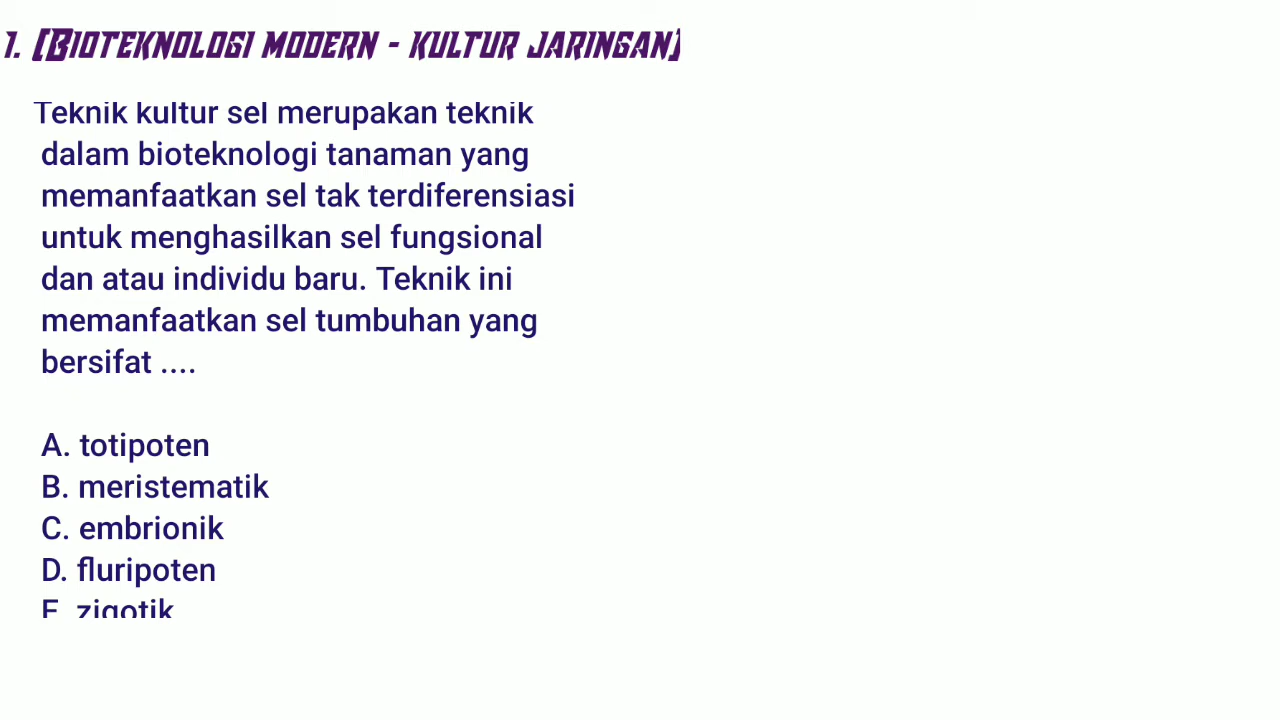 1. (Bioteknologi modern - kultur jaringan)
Teknik kultur sel merupakan teknik
dalam bioteknologi tanaman yang
memanfaatkan sel tak terdiferensiasi
untuk menghasilkan sel fungsional
dan atau individu baru. Teknik ini
memanfaatkan sel tumbuhan yang
bersifat ....
A. totipoten
B. meristematik
C. embrionik
D. fluripoten
E. zigotik